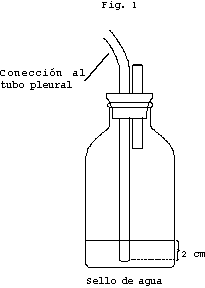 Fig. 1
Conección al
tubo pleural
2 cm
Sello de agua